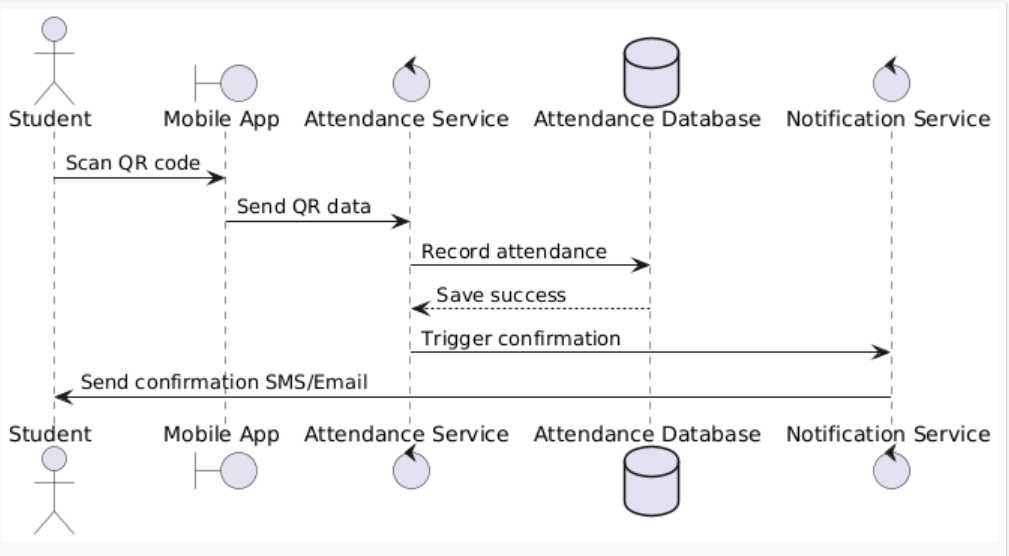 Student Mobile App Attendance Service Attendance Database Notification Service
Scan QR code
Send QR data
Record attendance
Save success
Trigger confirmation
Send confirmation SMS/Email
Student Mobile App Attendance Service Attendance Database Notification Service